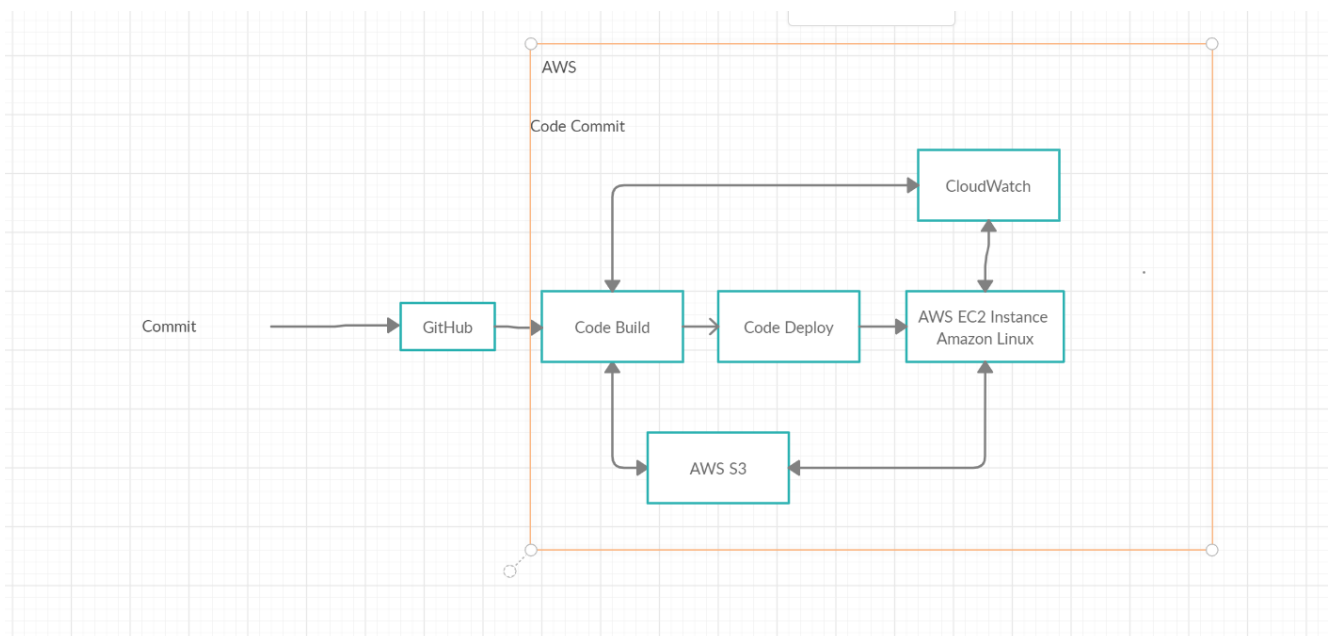 AWS
Code Commit
CloudWatch
Commit
GitHub
Code Build
Code Deploy
AWS EC2 Instance
Amazon Linux
AWS S3